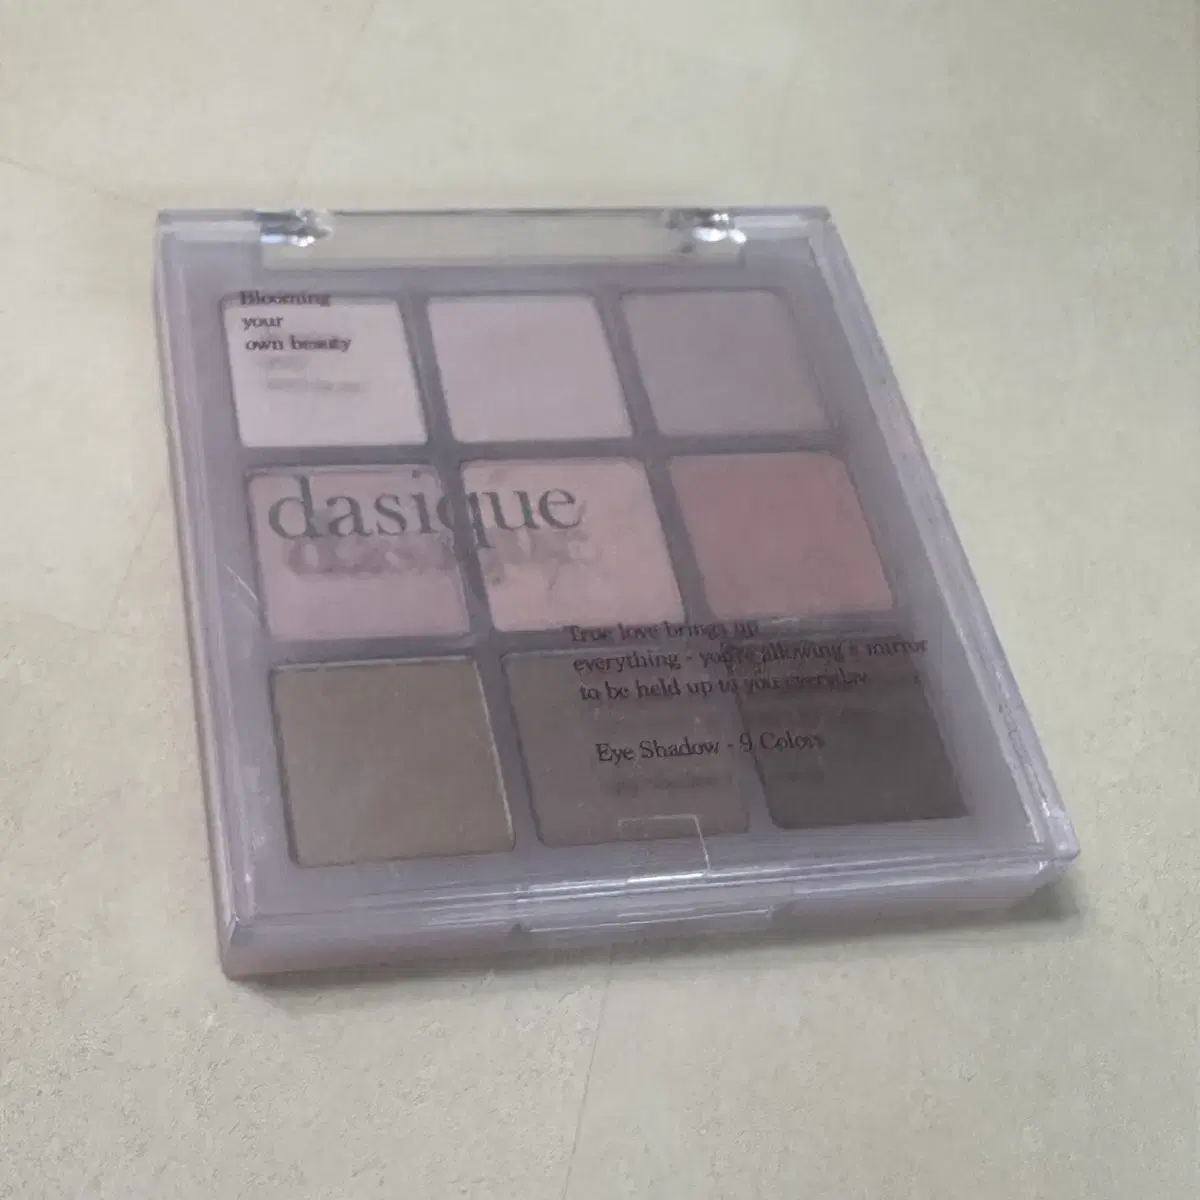 Blooming
your
own beauty
dasique
True love brings up
everything - you're allowing a mirror
to be held up to you everyday.
Eye Shadow - 9 Colors